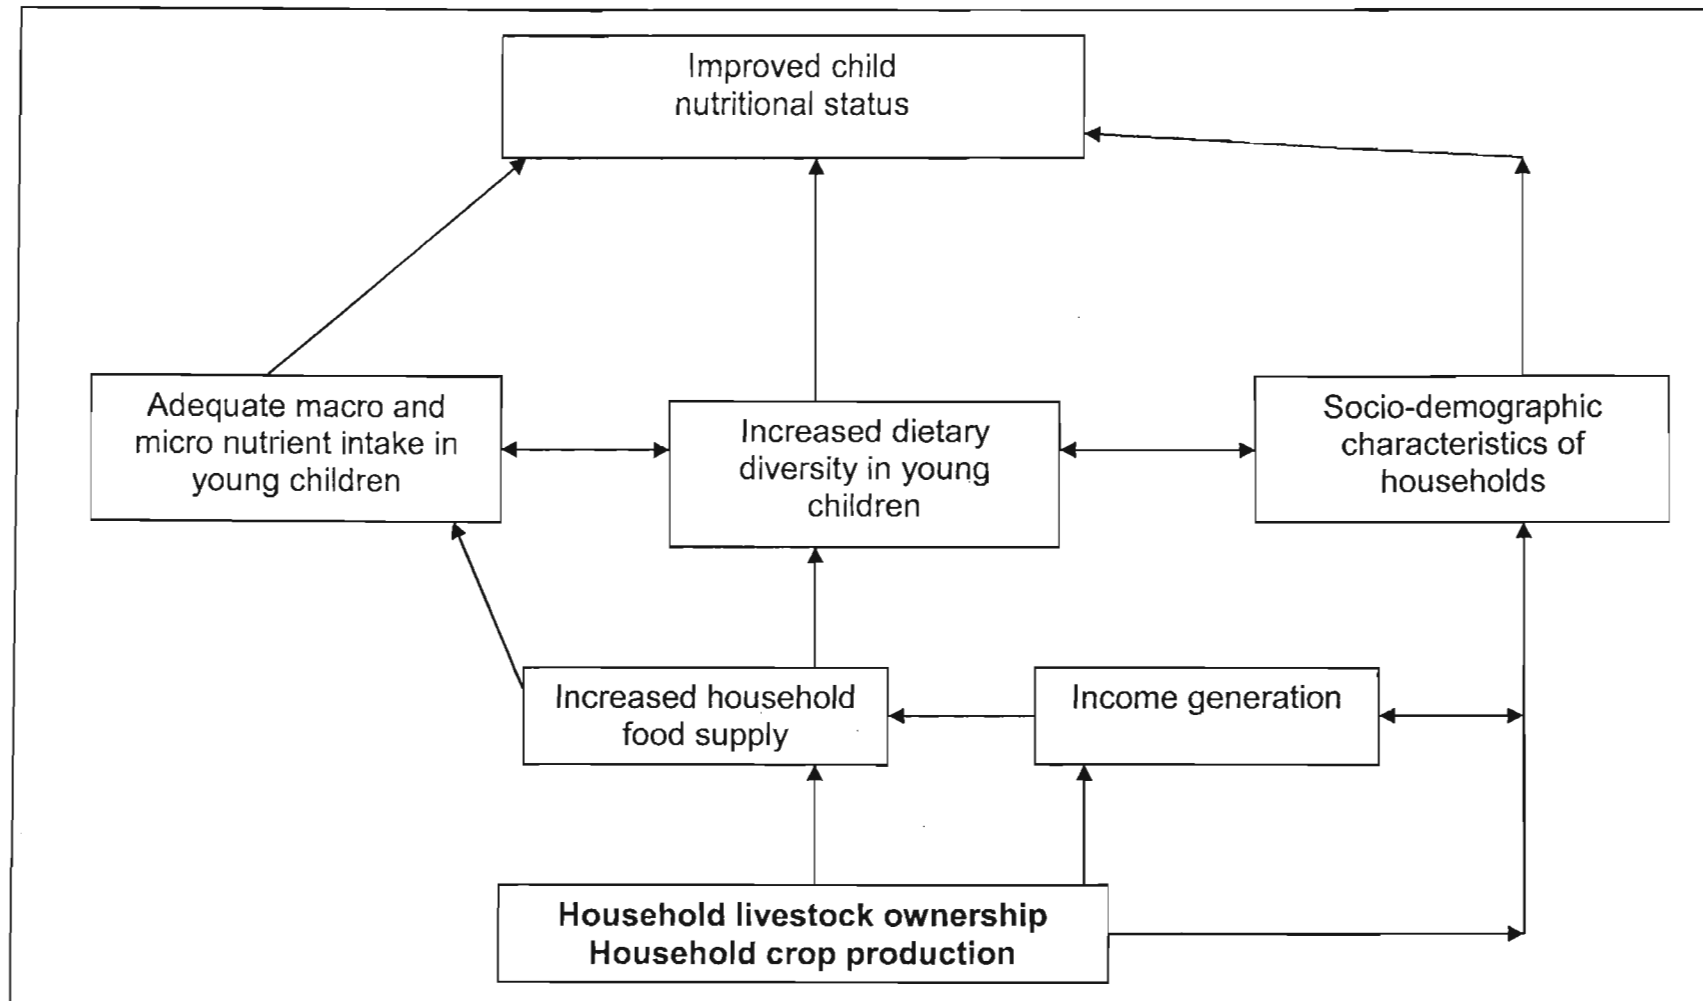 Improved child
nutritional status
Adequate macro and
micro nutrient intake in
young children
Increased dietary
diversity in young
children
Socio-demographic
characteristics of
households
Increased household
food supply
Income generation
Household livestock ownership
Household crop production